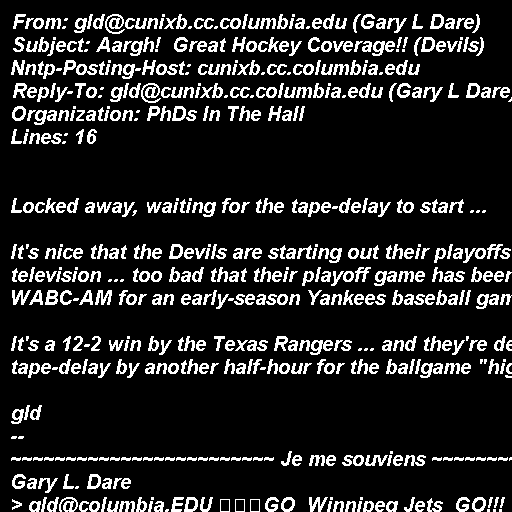 From: gld@cunixb.cc.columbia.edu (Gary L Dare)
Subject: Aargh!  Great Hockey Coverage!! (Devils)
Nntp-Posting-Host: cunixb.cc.columbia.edu
Reply-To: gld@cunixb.cc.columbia.edu (Gary L Dare)
Organization: PhDs In The Hall
Lines: 16

Locked away, waiting for the tape-delay to start ...

It's nice that the Devils are starting out their playoffs
television ... too bad that their playoff game has been
WABC-AM for an early-season Yankees baseball gam

It's a 12-2 win by the Texas Rangers ... and they're de
tape-delay by another half-hour for the ballgame "hig

gld
--
~~~~~~~~~~~~~~~~~~~~~~~~ Je me souviens ~~~~~~~~
Gary L. Dare
> gld@columbia.EDU GO  Winnipeg Jets  GO!!!